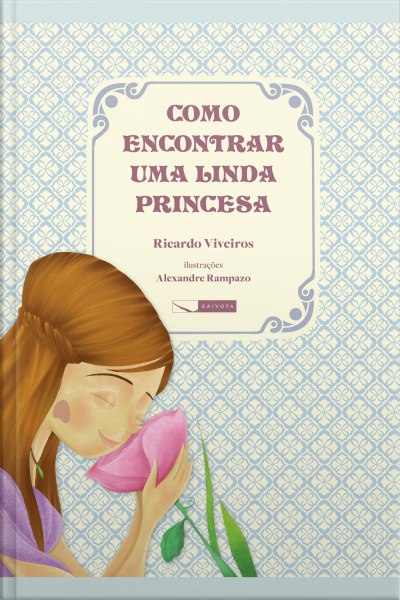 COMO
ENCONTRAR
UMA LINDA
PRINCESA
Ricardo Viveiros
ilustrações
Alexandre Rampazo
GAIVOTA